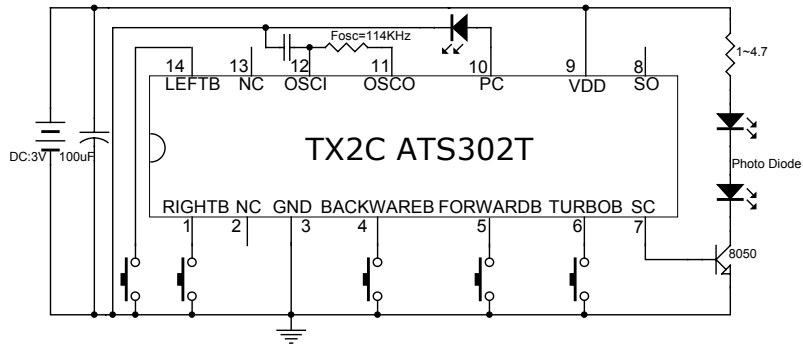 Fosc=114KHz
14 13 12 11 10 9 8
LEFTB NC OSCI OSCO PC VDD SO
1~4.7
DC:3V 100uF
TX2C ATS302T
Photo Diode
RIGHTB NC GND BACKWAREB FORWARDB TURBOB SC
1 2 3 4 5 6 7
8050